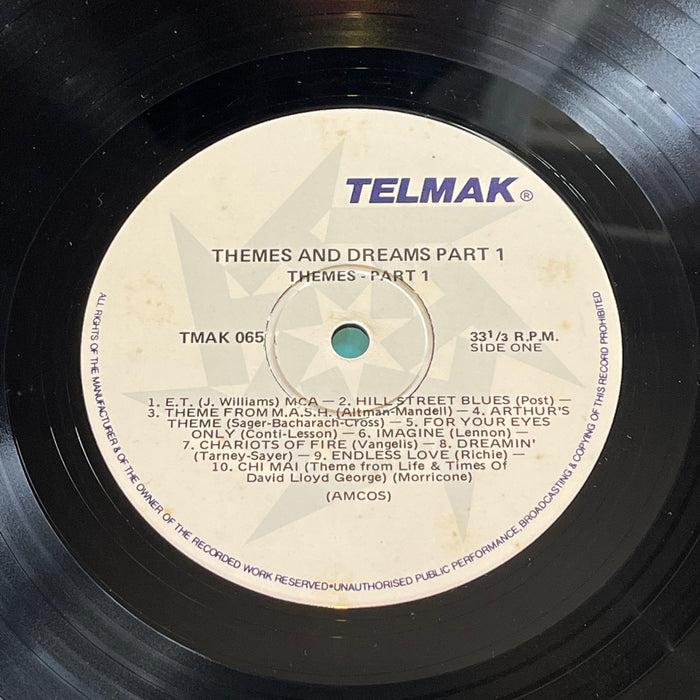 TELMAK®
THEMES AND DREAMS PART 1
THEMES - PART 1
TMAK 065
33 1/3 R.P.M.
SIDE ONE
1. E.T. (J. Williams) MCA — 2. HILL STREET BLUES (Post) —
3. THEME FROM M.A.S.H. (Altman-Mandell) — 4. ARTHUR'S
THEME (Sager-Bacharach-Cross) — 5. FOR YOUR EYES
ONLY (Conti-Lesson) — 6. IMAGINE (Lennon) —
7. CHARIOTS OF FIRE (Vangelis) — 8. DREAMIN'
(Tarney-Sayer) — 9. ENDLESS LOVE (Richie) —
10. CHI MAI (Theme from Life & Times Of
David Lloyd George) (Morricone)
(AMCOS)
ALL RIGHTS OF THE MANUFACTURER & OF THE OWNER OF THE RECORDED WORK RESERVED•UNAUTHORISED PUBLIC PERFORMANCE, BROADCASTING & COPYING OF THIS RECORD PROHIBITED